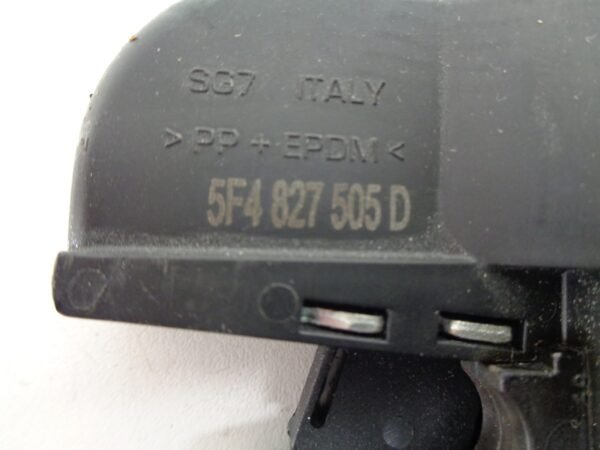 SG7 ITALY
> PP + EPDM <
5F4 827 505 D